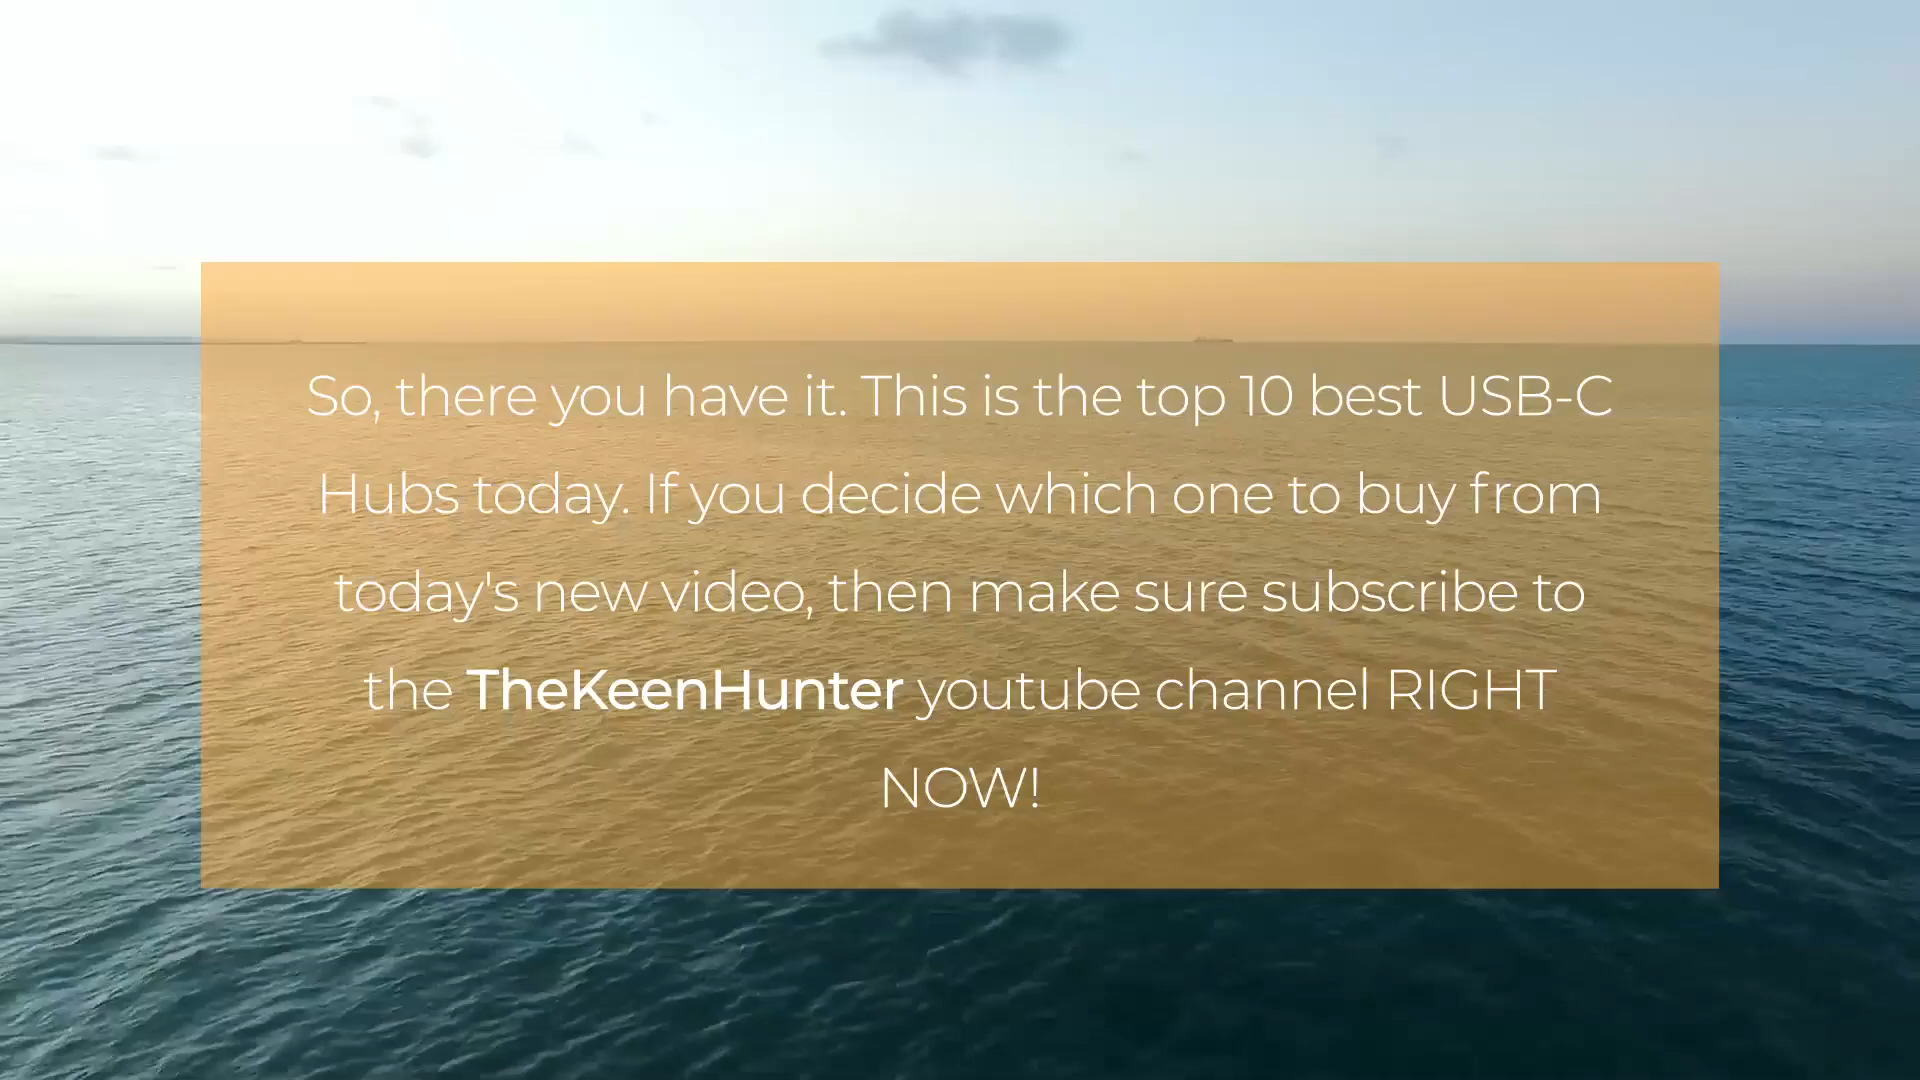 So, there you have it. This is the top 10 best USB-C
Hubs today. If you decide which one to buy from
today's new video, then make sure subscribe to
the TheKeenHunter youtube channel RIGHT
NOW!